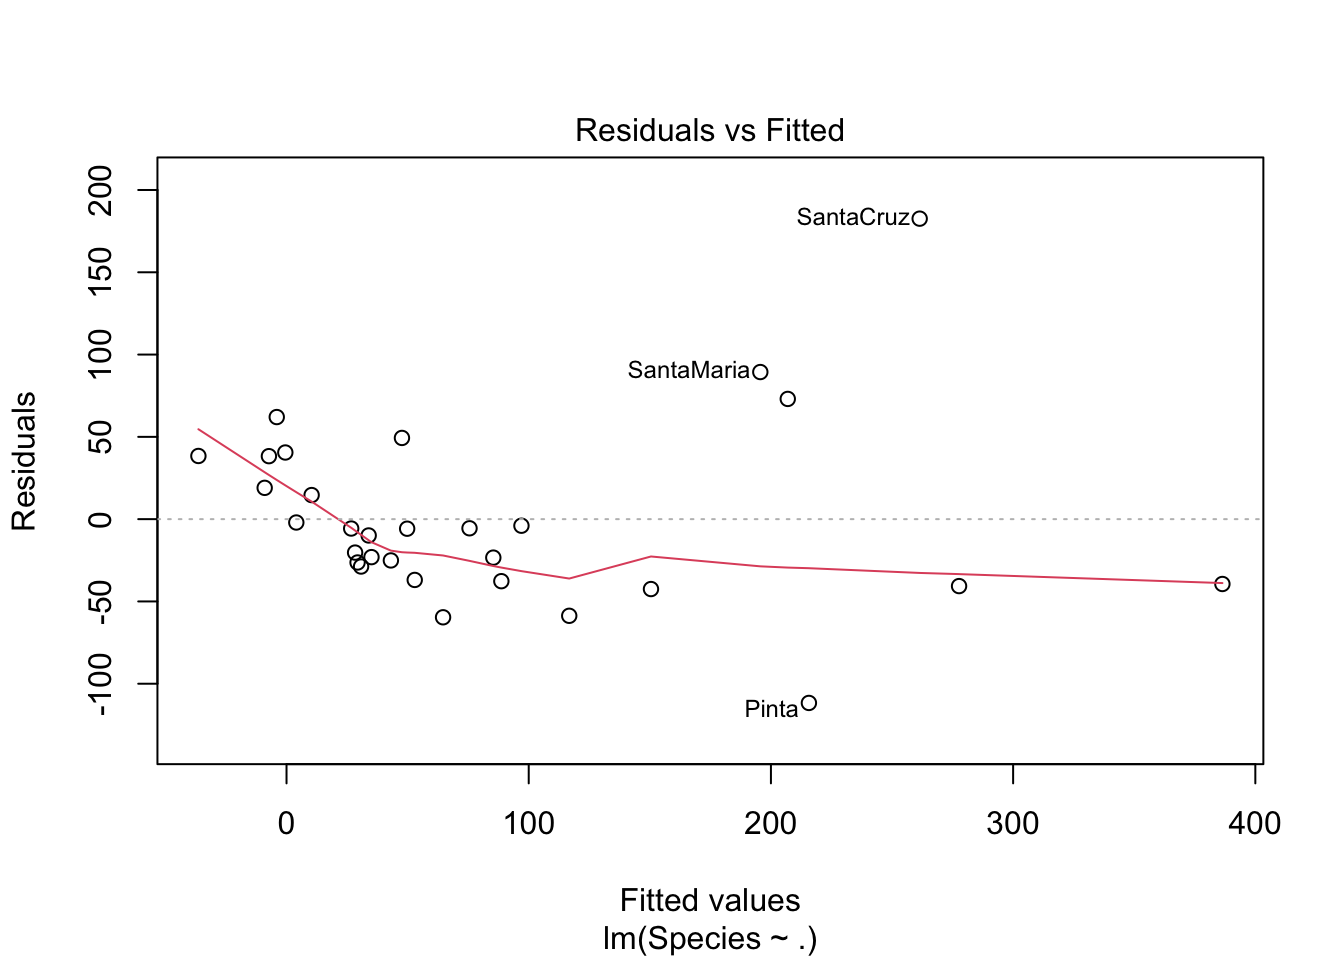 Residuals vs Fitted
200
150
100
50
0
-50
-100
Residuals
SantaCruz
SantaMaria
Pinta
0 100 200 300 400
Fitted values
lm(Species ~ .)